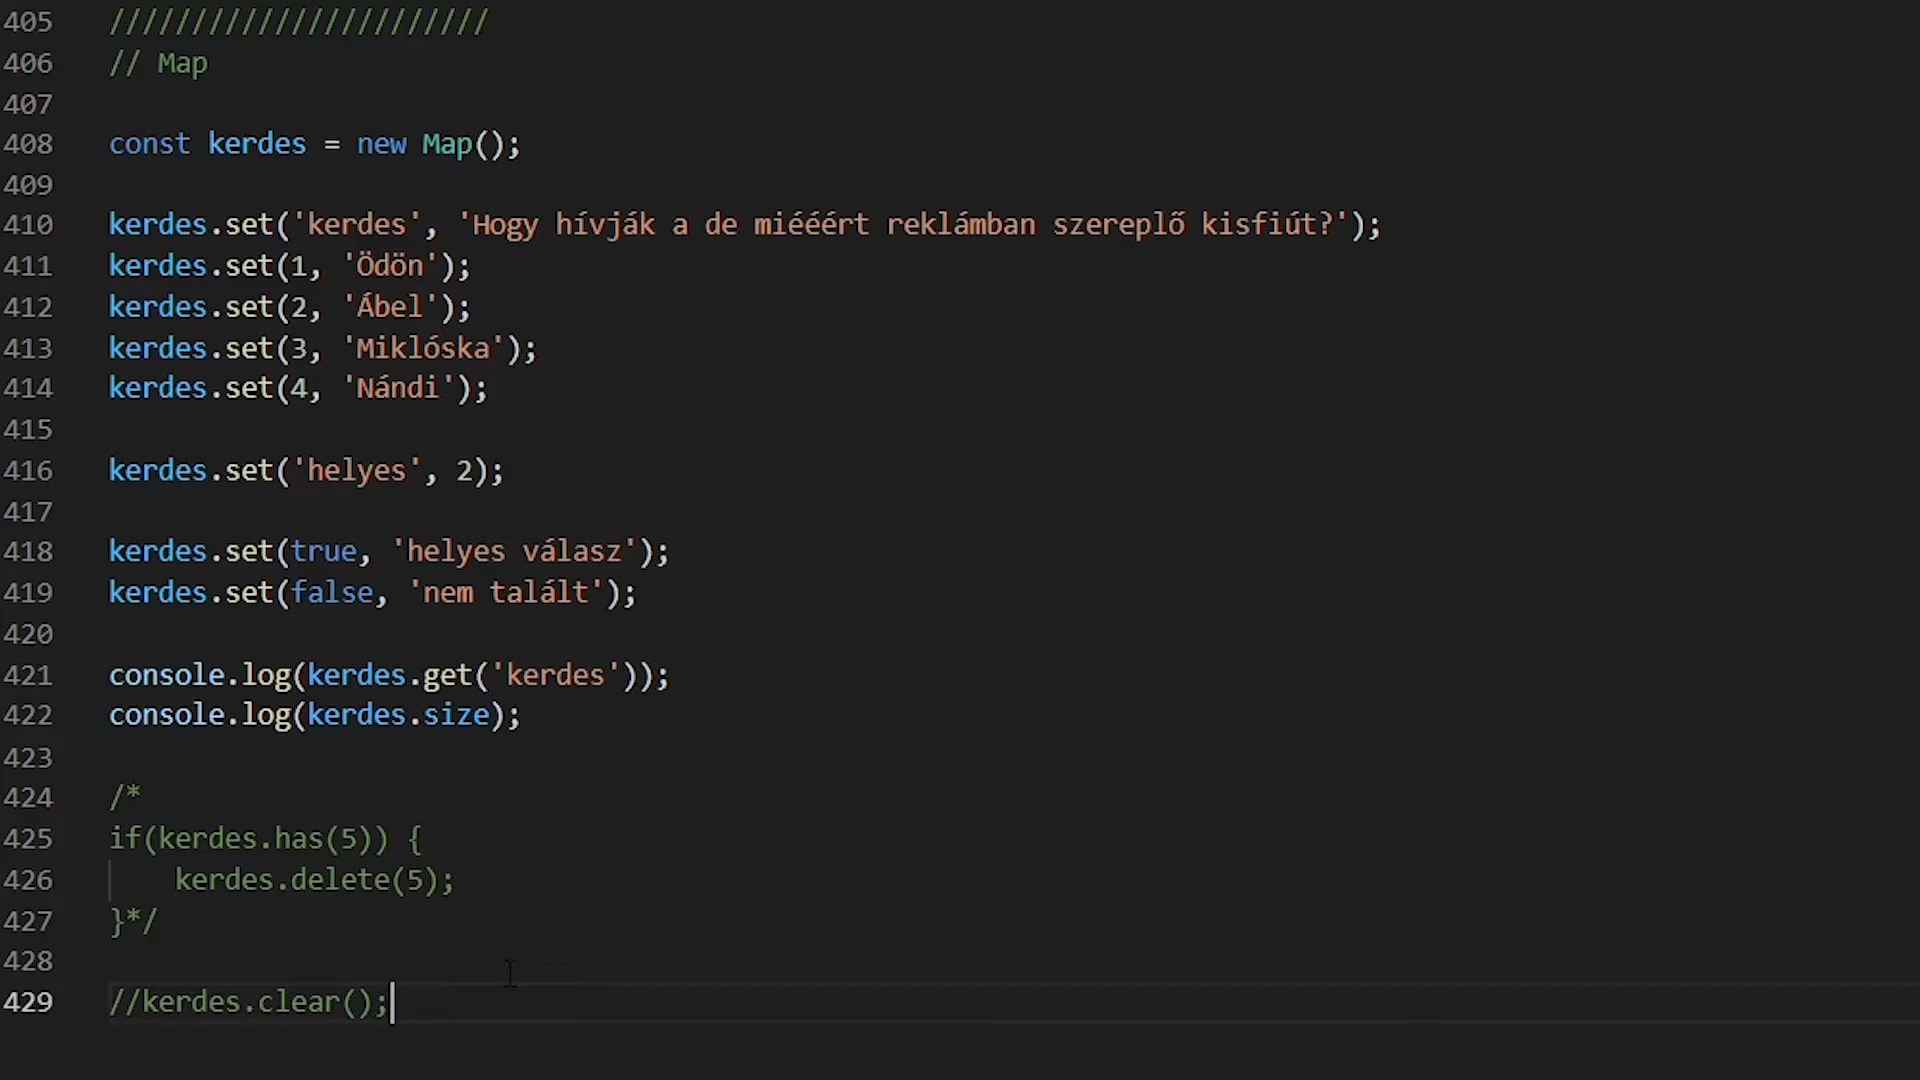 405 ///////////////////////
406 // Map
407
408 const kerdes = new Map();
409
410 kerdes.set('kerdes', 'Hogy hívják a de miééért reklámban szereplő kisfiút?');
411 kerdes.set(1, 'Ödön');
412 kerdes.set(2, 'Ábel');
413 kerdes.set(3, 'Miklóska');
414 kerdes.set(4, 'Nándi');
415
416 kerdes.set('helyes', 2);
417
418 kerdes.set(true, 'helyes válasz');
419 kerdes.set(false, 'nem talált');
420
421 console.log(kerdes.get('kerdes'));
422 console.log(kerdes.size);
423
424 /*
425 if(kerdes.has(5)) {
426     kerdes.delete(5);
427 }*/
428
429 //kerdes.clear();